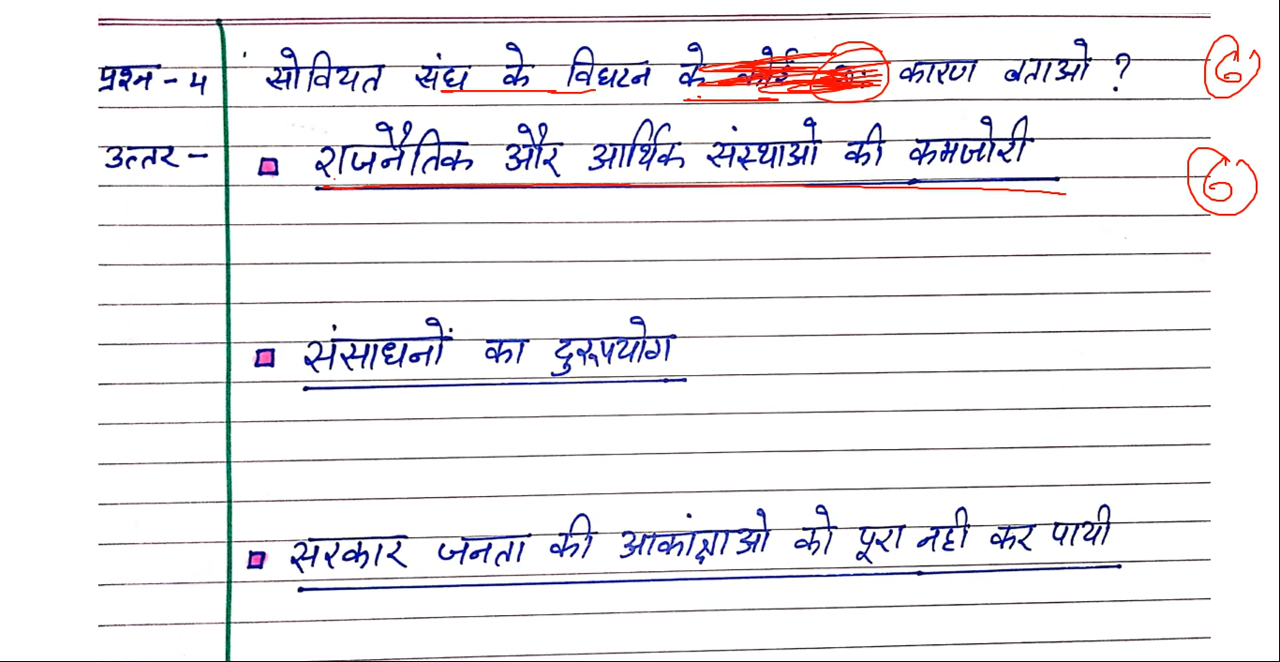 प्रश्न - 4 सोवियत संघ के विघटन के कोई कारण बताओ ? 6
उत्तर - राजनैतिक और आर्थिक संस्थाओ की कमजोरी 6
संसाधनों का दुरूपयोग
सरकार जनता की आकांक्षाओ को पूरा नही कर पायी